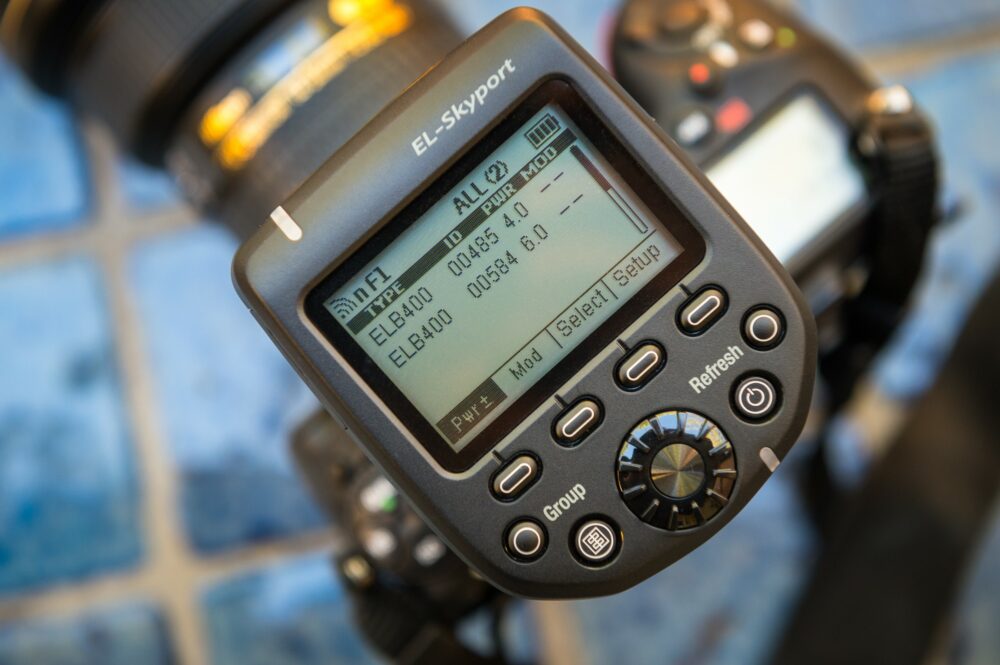 EL-Skyport
nF1 ALL(2)
TYPE ID PWR MOD
ELB400 00485 4.0 --
ELB400 00584 6.0 --
Pwr± Mod Select Setup
Refresh
Group